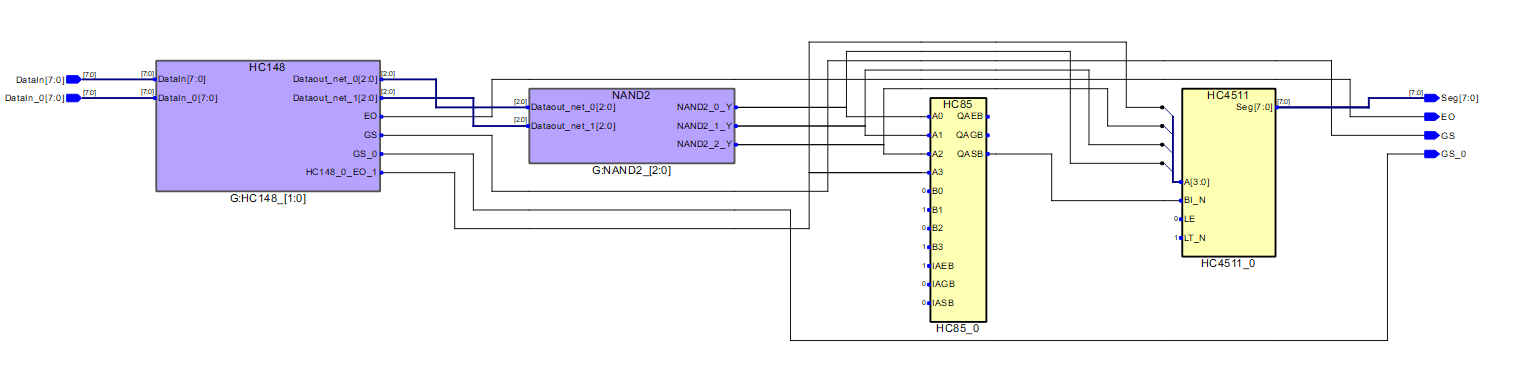 DataIn[7:0]
[7:0]
DataIn_0[7:0]
[7:0]
HC148
[7:0]
DataIn[7:0]
[7:0]
DataIn_0[7:0]
Dataout_net_0[2:0]
[2:0]
Dataout_net_1[2:0]
[2:0]
EO
GS
GS_0
HC148_0_EO_1
G:HC148_[1:0]
NAND2
[2:0]
Dataout_net_0[2:0]
[2:0]
Dataout_net_1[2:0]
NAND2_0_Y
NAND2_1_Y
NAND2_2_Y
G:NAND2_[2:0]
HC85
A0
QAEB
A1
QAGB
A2
QASB
A3
0 B0
1 B1
0 B2
1 B3
1 IAEB
0 IAGB
0 IASB
HC85_0
HC4511
Seg[7:0]
[7:0]
A[3:0]
BI_N
0 LE
1 LT_N
HC4511_0
[7:0]
Seg[7:0]
EO
GS
GS_0